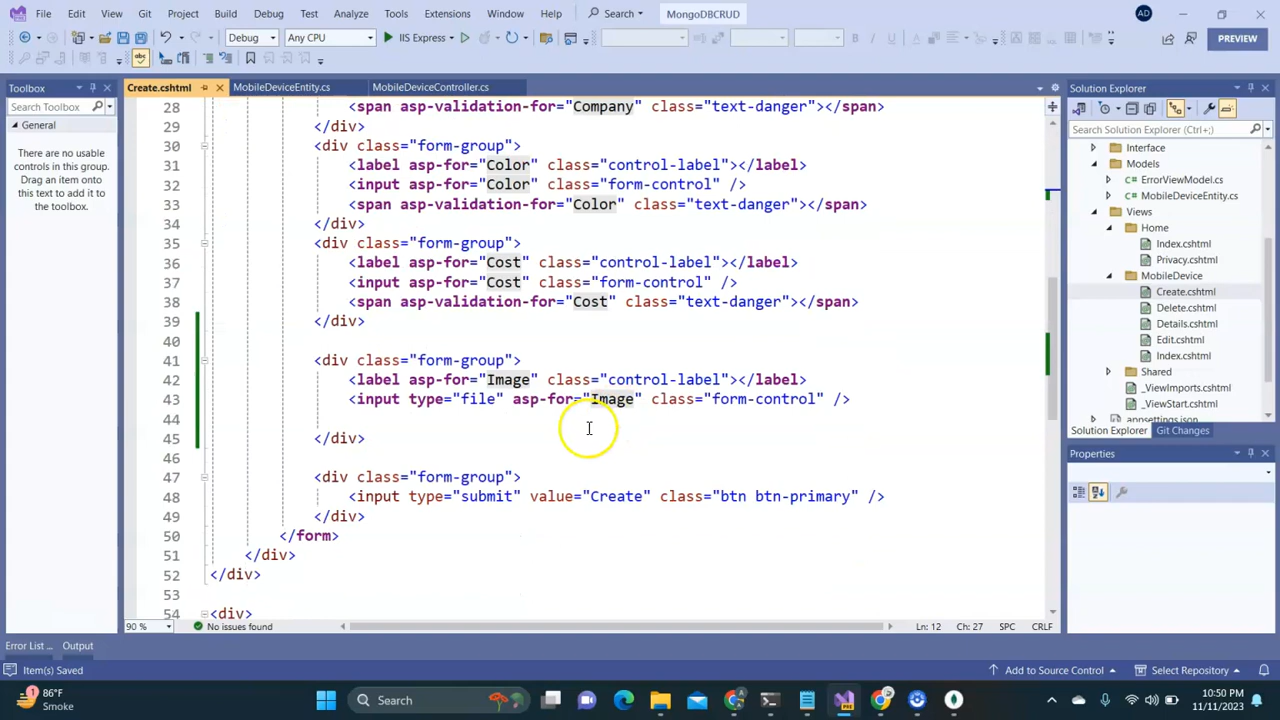 File Edit View Git Project Build Debug Test Analyze Tools Extensions Window Help Search MongoDBCRUD AD
Debug Any CPU IIS Express PREVIEW
Toolbox Create.cshtml MobileDeviceEntity.cs MobileDeviceController.cs Solution Explorer
Search Toolbox
General
There are no usable
controls in this group.
Drag an item onto
this text to add it to
the toolbox.
28 <span asp-validation-for="Company" class="text-danger"></span>
29 </div>
30 <div class="form-group">
31 <label asp-for="Color" class="control-label"></label>
32 <input asp-for="Color" class="form-control" />
33 <span asp-validation-for="Color" class="text-danger"></span>
34 </div>
35 <div class="form-group">
36 <label asp-for="Cost" class="control-label"></label>
37 <input asp-for="Cost" class="form-control" />
38 <span asp-validation-for="Cost" class="text-danger"></span>
39 </div>
40
41 <div class="form-group">
42 <label asp-for="Image" class="control-label"></label>
43 <input type="file" asp-for="Image" class="form-control" />
44
45 </div>
46
47 <div class="form-group">
48 <input type="submit" value="Create" class="btn btn-primary" />
49 </div>
50 </form>
51 </div>
52 </div>
53
54 <div>
90 % No issues found Ln: 12 Ch: 27 SPC CRLF
Search Solution Explorer (Ctrl+;)
Interface
Models
ErrorViewModel.cs
MobileDeviceEntity.cs
Views
Home
Index.cshtml
Privacy.cshtml
MobileDevice
Create.cshtml
Delete.cshtml
Details.cshtml
Edit.cshtml
Index.cshtml
Shared
_ViewImports.cshtml
_ViewStart.cshtml
appsettings.json
Solution Explorer Git Changes
Properties
Error List ... Output
Item(s) Saved Add to Source Control Select Repository
86°F
Smoke
Search
10:50 PM
11/11/2023